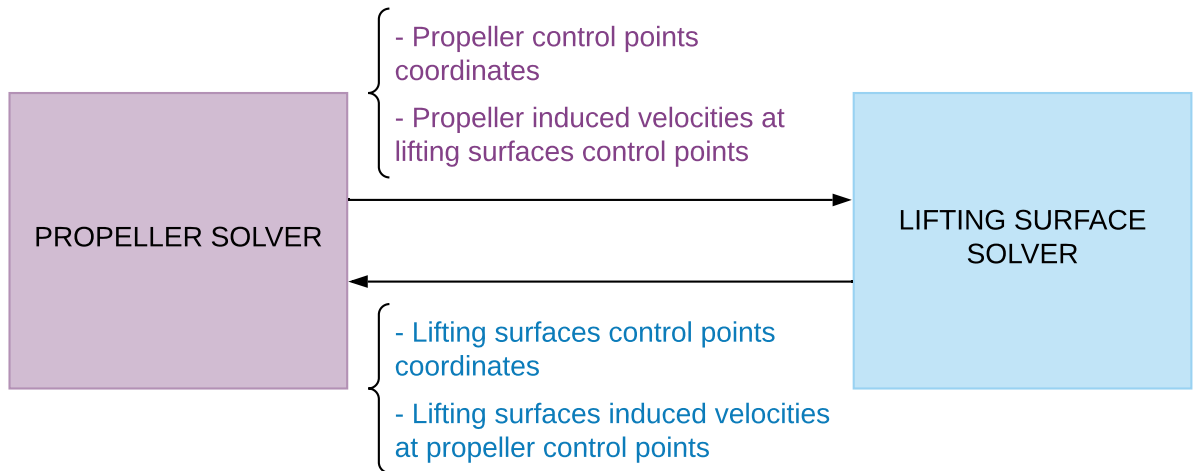 - Propeller control points
coordinates
- Propeller induced velocities at
lifting surfaces control points
PROPELLER SOLVER
LIFTING SURFACE
SOLVER
- Lifting surfaces control points
coordinates
- Lifting surfaces induced velocities
at propeller control points